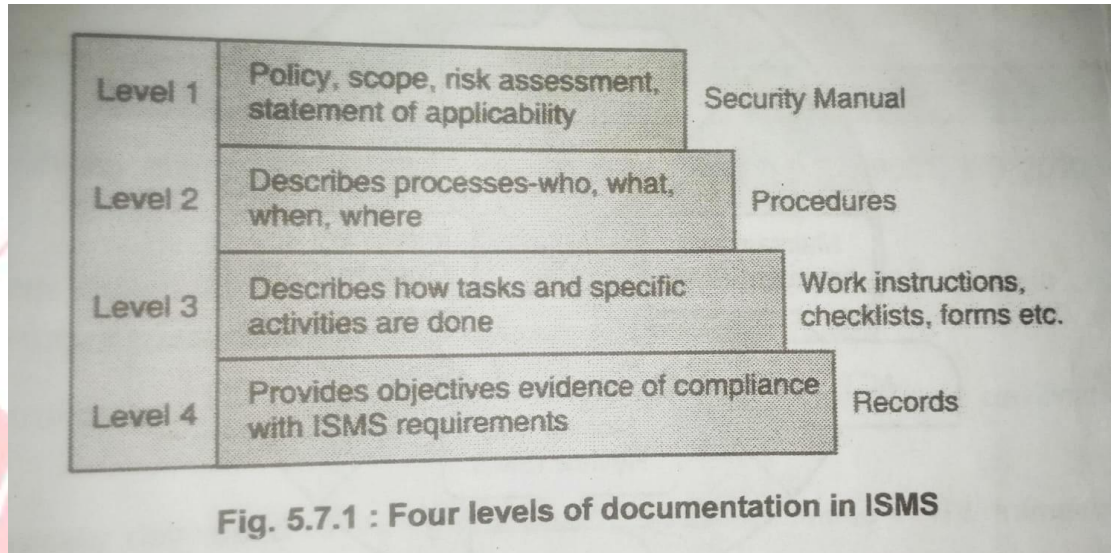 Level 1
Policy, scope, risk assessment,
statement of applicability
Security Manual
Level 2
Describes processes-who, what,
when, where
Procedures
Level 3
Describes how tasks and specific
activities are done
Work instructions,
checklists, forms etc.
Level 4
Provides objectives evidence of compliance
with ISMS requirements
Records
Fig. 5.7.1 : Four levels of documentation in ISMS